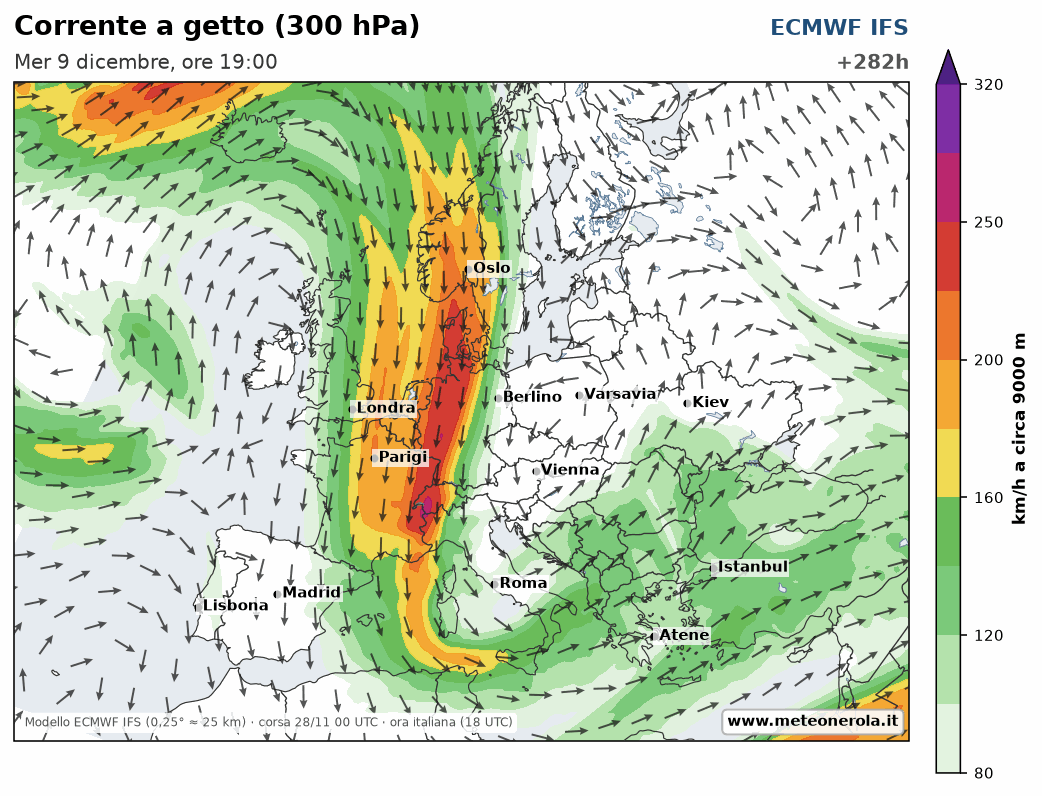 Corrente a getto (300 hPa)
ECMWF IFS
Mer 9 dicembre, ore 19:00
+282h
320
250
200
160
120
80
km/h a circa 9000 m
Oslo
Berlino
Varsavia
Kiev
Londra
Parigi
Vienna
Istanbul
Roma
Madrid
Lisbona
Atene
Modello ECMWF IFS (0,25° ≈ 25 km) · corsa 28/11 00 UTC · ora italiana (18 UTC)
www.meteonerola.it